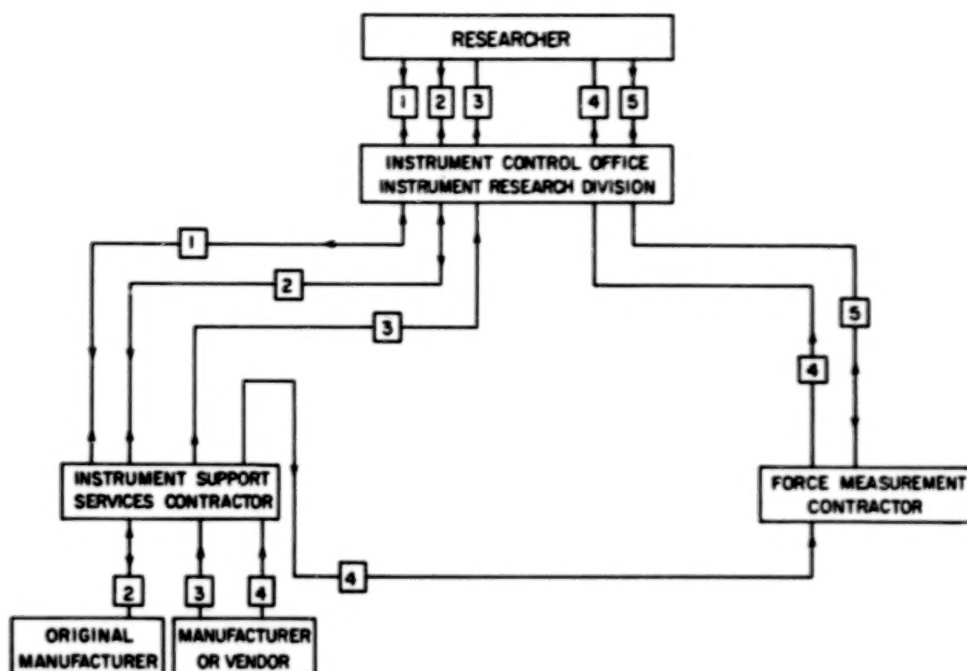 RESEARCHER
1 2 3 4 5
INSTRUMENT CONTROL OFFICE
INSTRUMENT RESEARCH DIVISION
1
2
3
5
4
INSTRUMENT SUPPORT
SERVICES CONTRACTOR
FORCE MEASUREMENT
CONTRACTOR
4
2 3 4
ORIGINAL
MANUFACTURER
MANUFACTURER
OR VENDOR